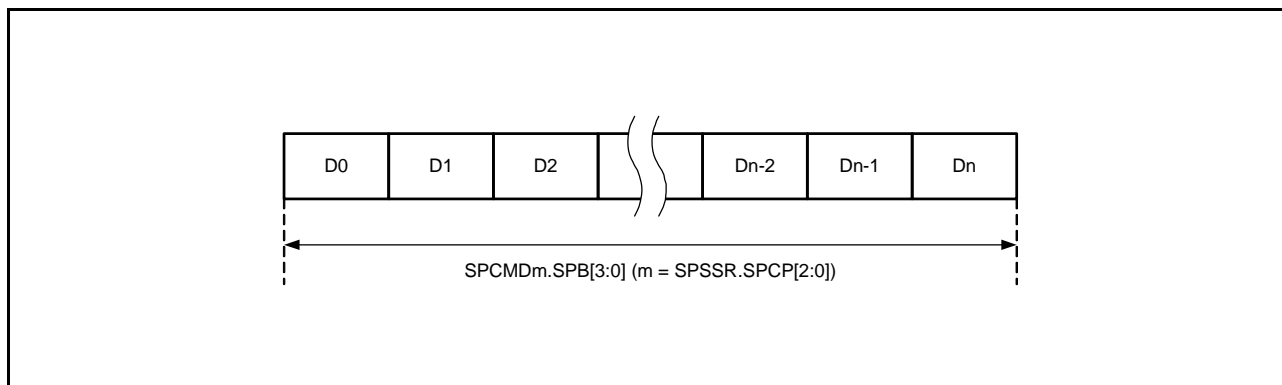 D0 D1 D2 Dn-2 Dn-1 Dn
SPCMDm.SPB[3:0] (m = SPSSR.SPCP[2:0])